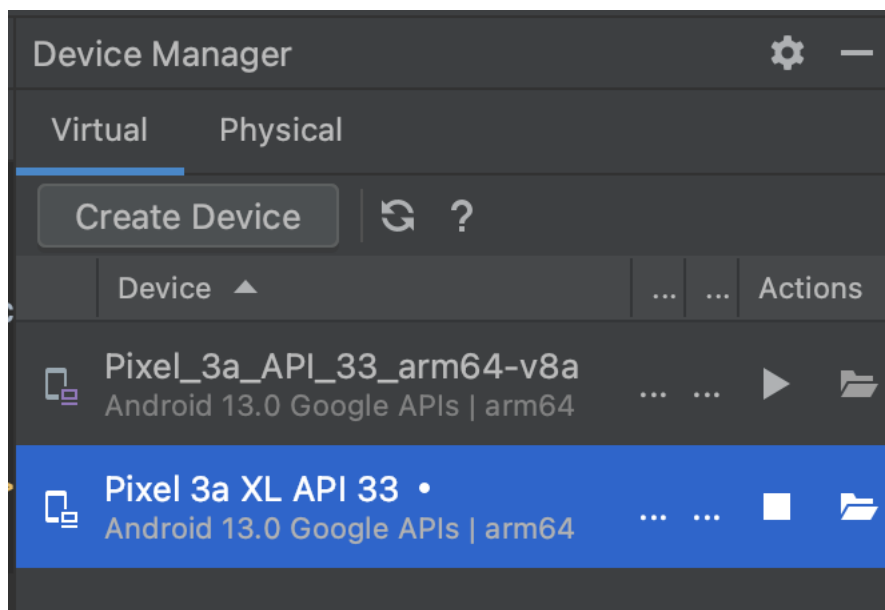 Device Manager
Virtual Physical
Create Device ?
Device ... ... Actions
Pixel_3a_API_33_arm64-v8a
... ...
Android 13.0 Google APIs | arm64
Pixel 3a XL API 33 •
... ...
Android 13.0 Google APIs | arm64